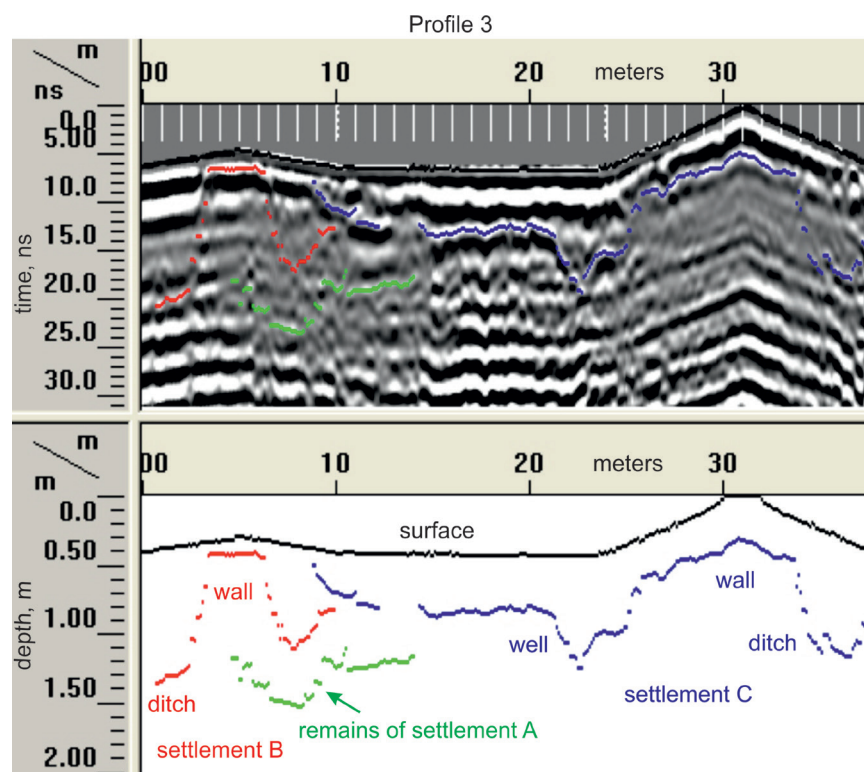 Profile 3
m
ns
00 10 20 meters 30
0.0
5.00
10.0
15.0
20.0
25.0
30.0
time, ns
m
m
00 10 20 meters 30
0.0
0.50
1.00
1.50
2.00
depth, m
surface
wall
wall
well
ditch
ditch
settlement C
remains of settlement A
settlement B